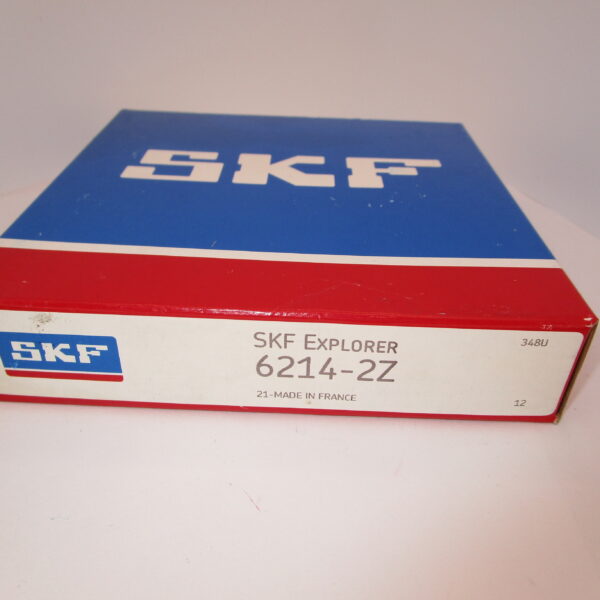 SKF
SKF
SKF EXPLORER
6214-2Z
21-MADE IN FRANCE
348U
12